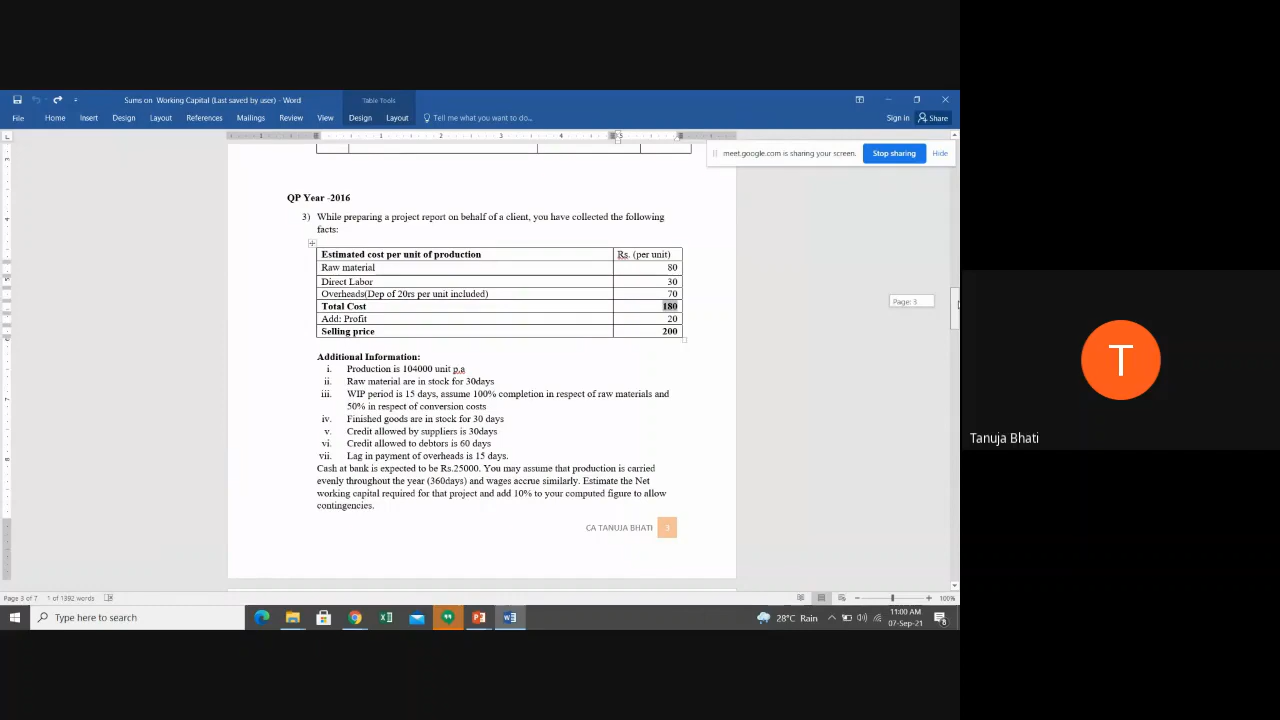 Sums on Working Capital (Last saved by user) - Word
Table Tools
File Home Insert Design Layout References Mailings Review View Design Layout Tell me what you want to do... Sign in Share
meet.google.com is sharing your screen. Stop sharing Hide
QP Year -2016
3) While preparing a project report on behalf of a client, you have collected the following
facts:
Estimated cost per unit of production Rs. (per unit)
Raw material 80
Direct Labor 30
Overheads(Dep of 20rs per unit included) 70
Total Cost 180
Add: Profit 20
Selling price 200
Page: 3
Additional Information:
i. Production is 104000 unit p.a
ii. Raw material are in stock for 30days
iii. WIP period is 15 days, assume 100% completion in respect of raw materials and
50% in respect of conversion costs
iv. Finished goods are in stock for 30 days
v. Credit allowed by suppliers is 30days
vi. Credit allowed to debtors is 60 days
vii. Lag in payment of overheads is 15 days.
Cash at bank is expected to be Rs.25000. You may assume that production is carried
evenly throughout the year (360days) and wages accrue similarly. Estimate the Net
working capital required for that project and add 10% to your computed figure to allow
contingencies.
CA TANUJA BHATI 3
Page 3 of 7 1 of 1392 words 100%
Type here to search
28°C Rain
11:00 AM
07-Sep-21
T
Tanuja Bhati